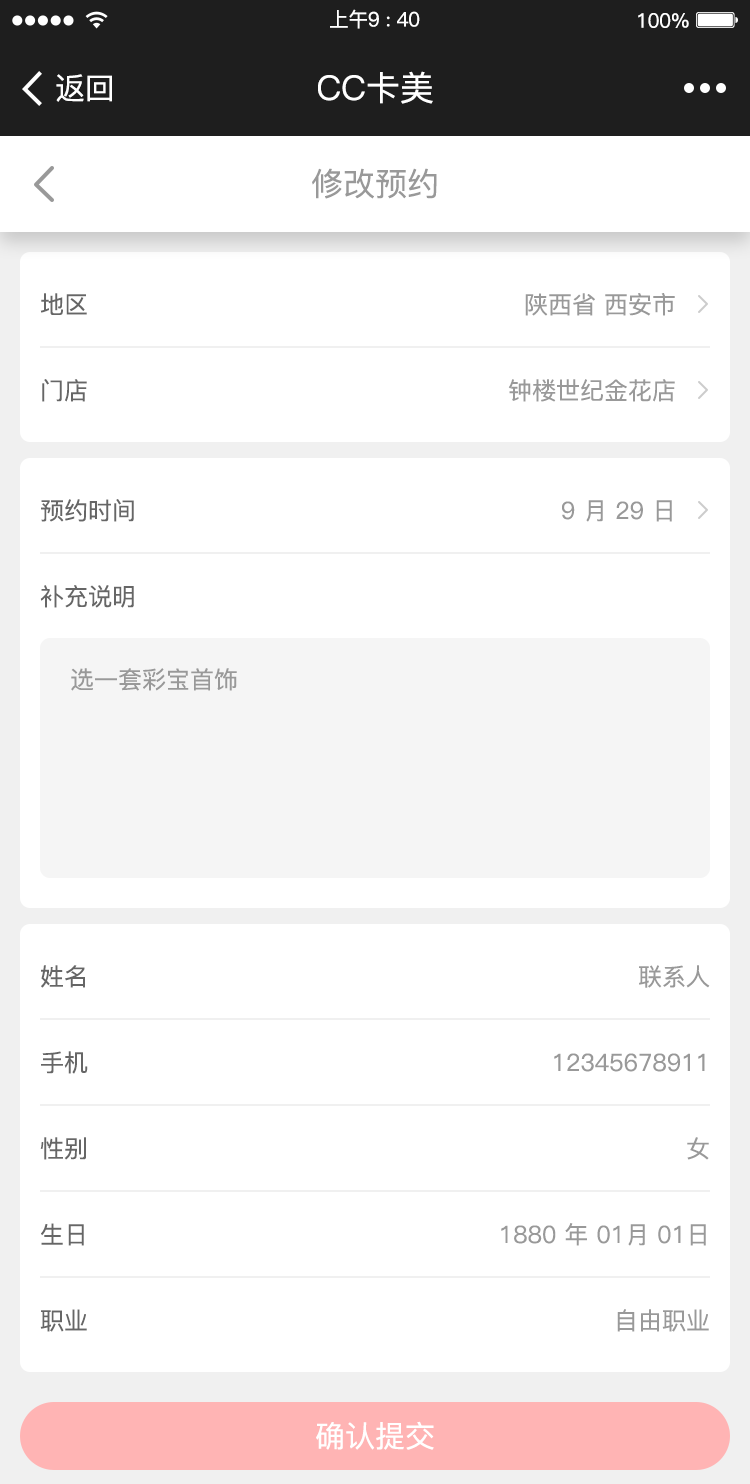 上午9 : 40
100%
返回
CC卡美
修改预约
地区
陕西省 西安市
门店
钟楼世纪金花店
预约时间
9 月 29 日
补充说明
选一套彩宝首饰
姓名
联系人
手机
12345678911
性别
女
生日
1880 年 01月 01日
职业
自由职业
确认提交